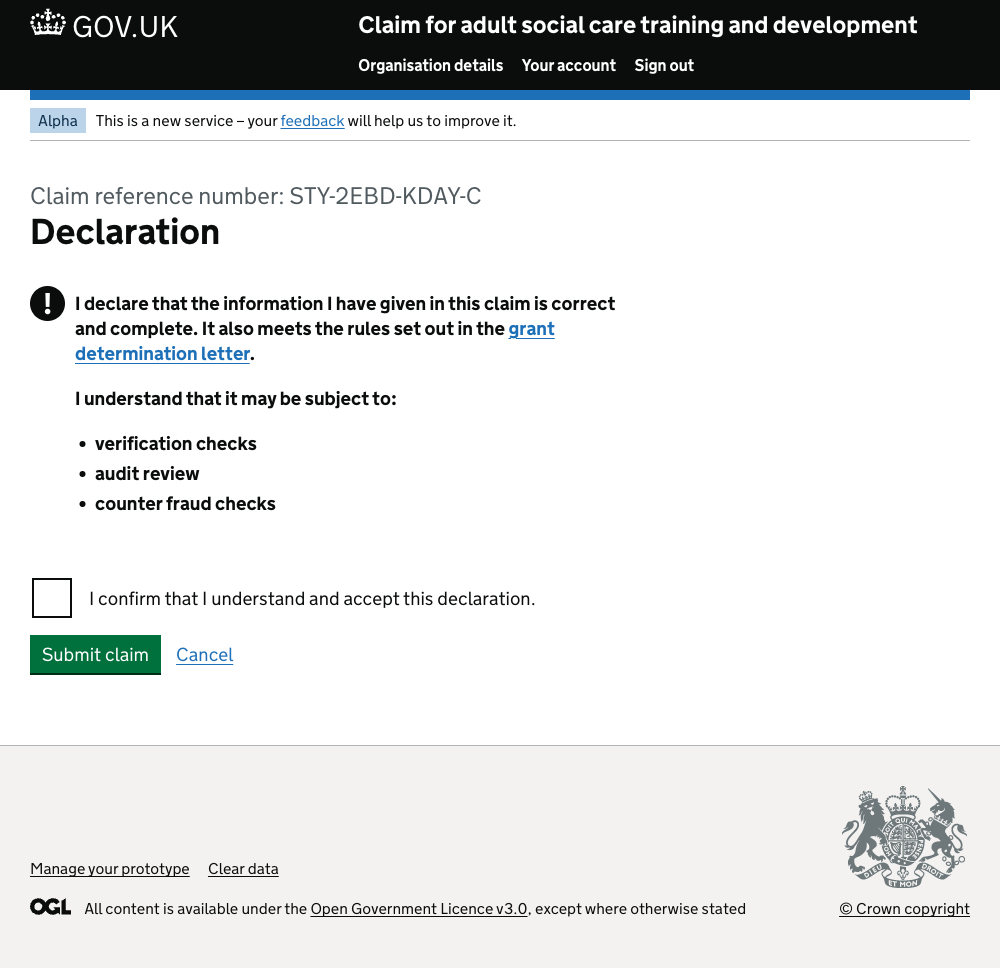 GOV.UK
Claim for adult social care training and development
Organisation details Your account Sign out
Alpha This is a new service – your feedback will help us to improve it.
Claim reference number: STY-2EBD-KDAY-C
Declaration
! I declare that the information I have given in this claim is correct
and complete. It also meets the rules set out in the grant
determination letter.
I understand that it may be subject to:
• verification checks
• audit review
• counter fraud checks
I confirm that I understand and accept this declaration.
Submit claim Cancel
DIEU ET MON DROIT
Manage your prototype Clear data
OGL All content is available under the Open Government Licence v3.0, except where otherwise stated
© Crown copyright